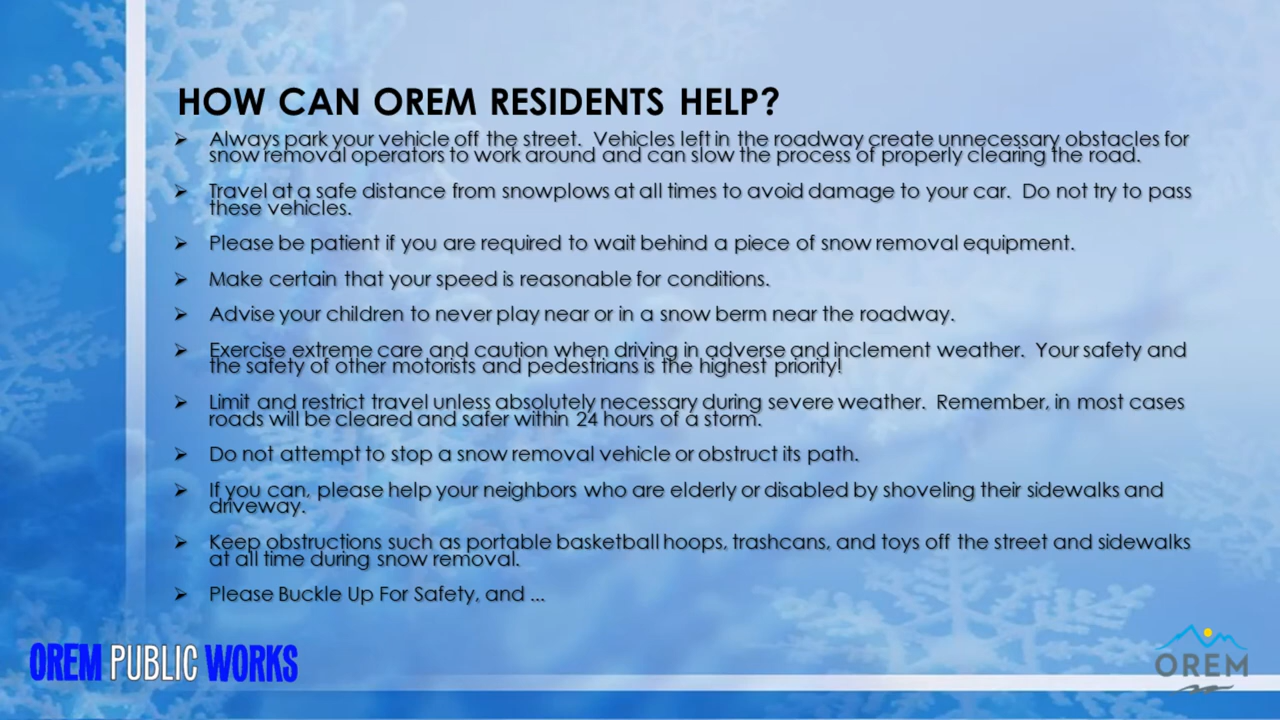 HOW CAN OREM RESIDENTS HELP?
➢ Always park your vehicle off the street. Vehicles left in the roadway create unnecessary obstacles for
snow removal operators to work around and can slow the process of properly clearing the road.
➢ Travel at a safe distance from snowplows at all times to avoid damage to your car. Do not try to pass
these vehicles.
➢ Please be patient if you are required to wait behind a piece of snow removal equipment.
➢ Make certain that your speed is reasonable for conditions.
➢ Advise your children to never play near or in a snow berm near the roadway.
➢ Exercise extreme care and caution when driving in adverse and inclement weather. Your safety and
the safety of other motorists and pedestrians is the highest priority!
➢ Limit and restrict travel unless absolutely necessary during severe weather. Remember, in most cases
roads will be cleared and safer within 24 hours of a storm.
➢ Do not attempt to stop a snow removal vehicle or obstruct its path.
➢ If you can, please help your neighbors who are elderly or disabled by shoveling their sidewalks and
driveway.
➢ Keep obstructions such as portable basketball hoops, trashcans, and toys off the street and sidewalks
at all time during snow removal.
➢ Please Buckle Up For Safety, and ...
OREM PUBLIC WORKS
OREM